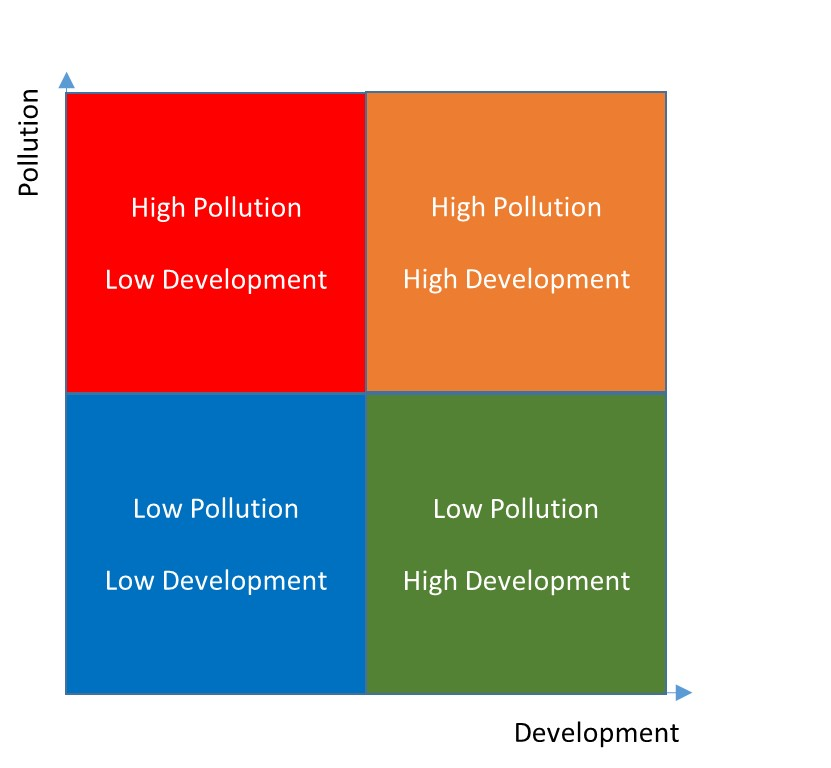 Pollution
High Pollution
Low Development
High Pollution
High Development
Low Pollution
Low Development
Low Pollution
High Development
Development